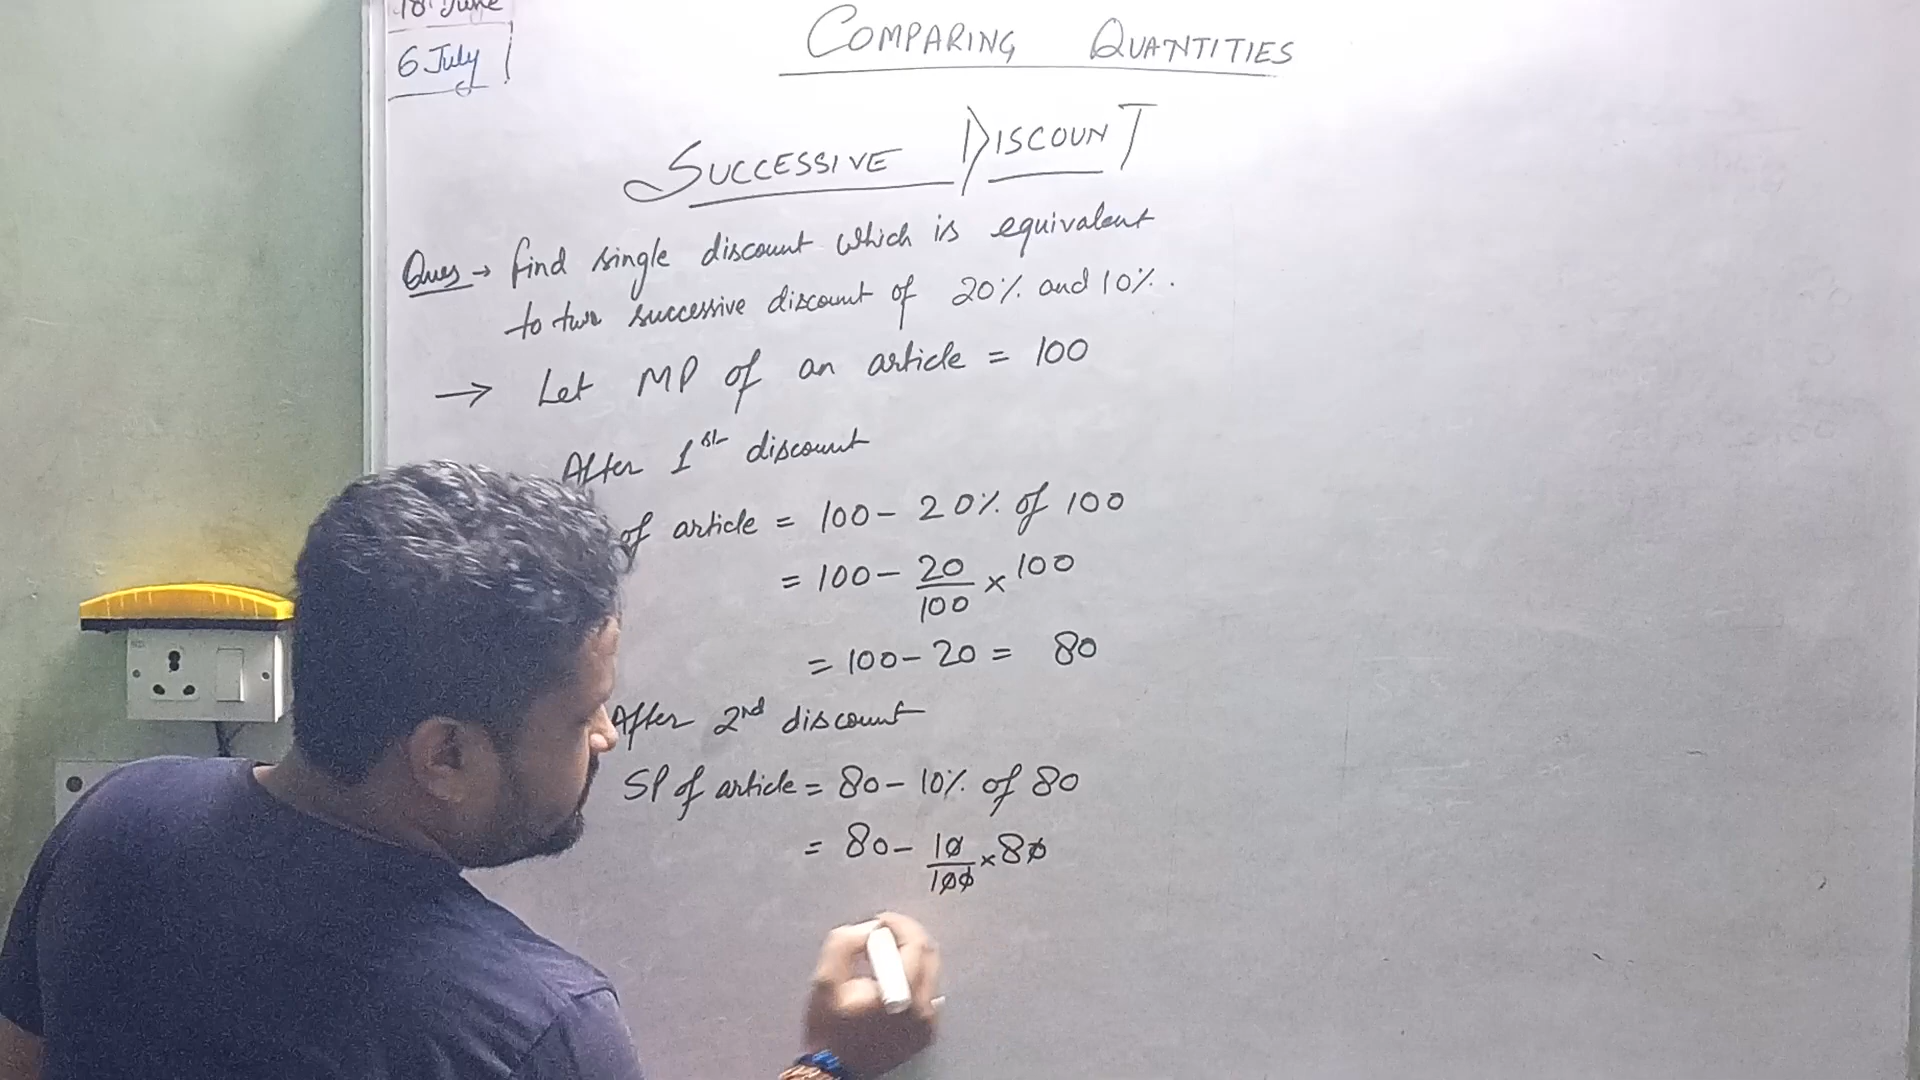 18 June
6 July
COMPARING QUANTITIES
SUCCESSIVE DISCOUNT
Ques → find single discount which is equivalent
to two successive discount of 20% and 10%.
→ Let MP of an article = 100
After 1st discount
of article = 100 - 20% of 100
= 100 - 20/100 × 100
= 100 - 20 = 80
After 2nd discount
SP of article = 80 - 10% of 80
= 80 - 10/100 × 80